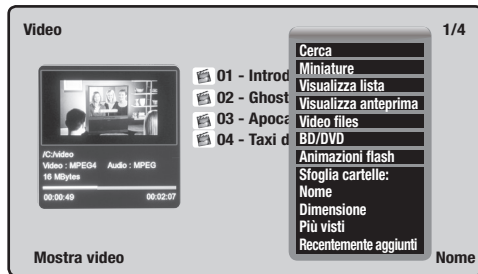 Video
1/4
01 - Introd
02 - Ghost
03 - Apoca
04 - Taxi d
/C:/video
Video : MPEG4 Audio : MPEG
16 MBytes
00:00:49 00:02:07
Cerca
Miniature
Visualizza lista
Visualizza anteprima
Video files
BD/DVD
Animazioni flash
Sfoglia cartelle:
Nome
Dimensione
Più visti
Recentemente aggiunti
Mostra video
Nome